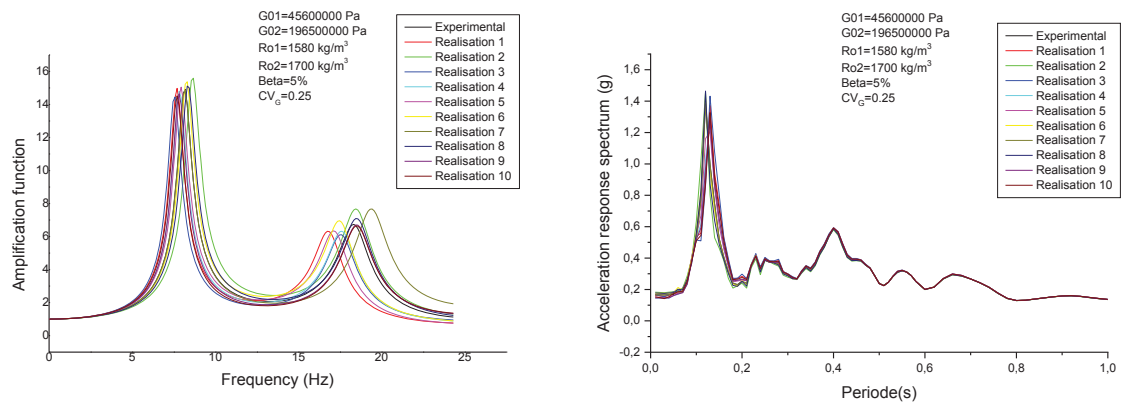 G01=45600000 Pa
G02=196500000 Pa
Ro1=1580 kg/m³
Ro2=1700 kg/m³
Beta=5%
CV_G=0.25
Experimental
Realisation 1
Realisation 2
Realisation 3
Realisation 4
Realisation 5
Realisation 6
Realisation 7
Realisation 8
Realisation 9
Realisation 10
Amplification function
16
14
12
10
8
6
4
2
0
0
5
10
15
20
25
Frequency (Hz)
G01=45600000 Pa
G02=196500000 Pa
Ro1=1580 kg/m³
Ro2=1700 kg/m³
Beta=5%
CV_G=0.25
Experimental
Realisation 1
Realisation 2
Realisation 3
Realisation 4
Realisation 5
Realisation 6
Realisation 7
Realisation 8
Realisation 9
Realisation 10
Acceleration response spectrum (g)
1,6
1,4
1,2
1,0
0,8
0,6
0,4
0,2
0,0
-0,2
0,0
0,2
0,4
0,6
0,8
1,0
Periode(s)